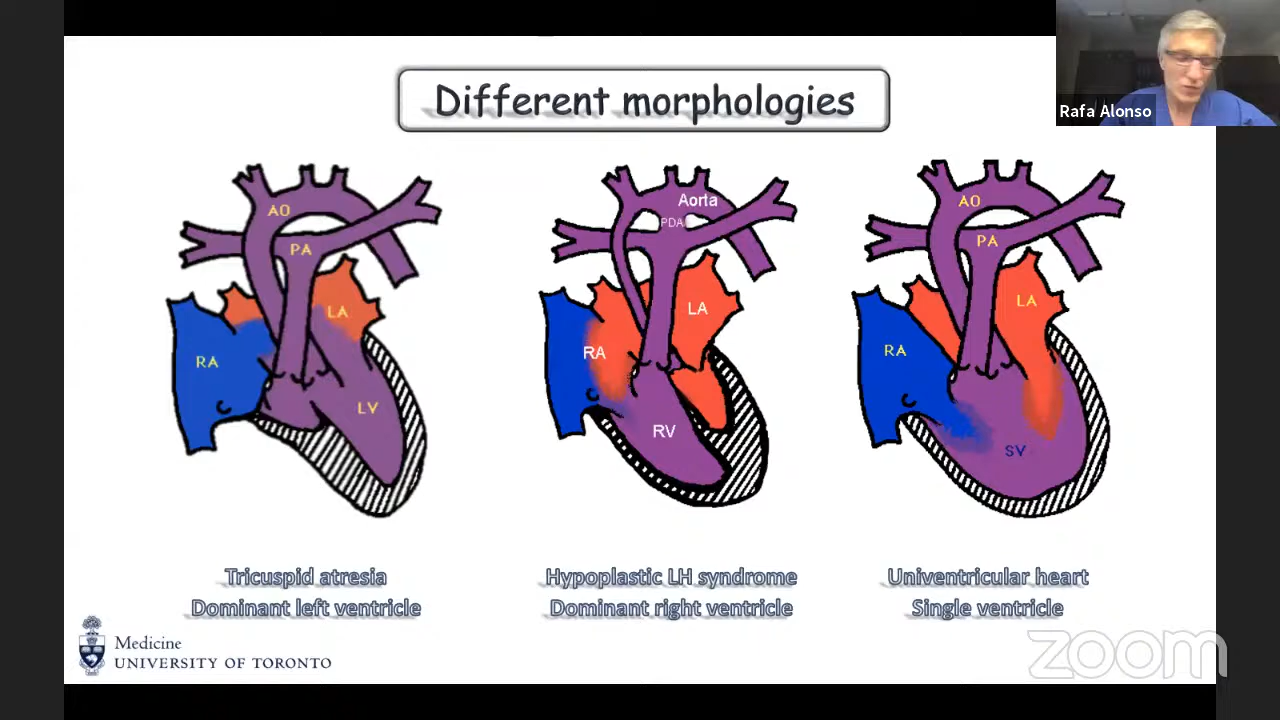 Different morphologies
Rafa Alonso
AO
PA
LA
RA
LV
Aorta
PDA
LA
RA
RV
AO
PA
LA
RA
SV
Tricuspid atresia
Dominant left ventricle
Hypoplastic LH syndrome
Dominant right ventricle
Univentricular heart
Single ventricle
Medicine
UNIVERSITY OF TORONTO
zoom